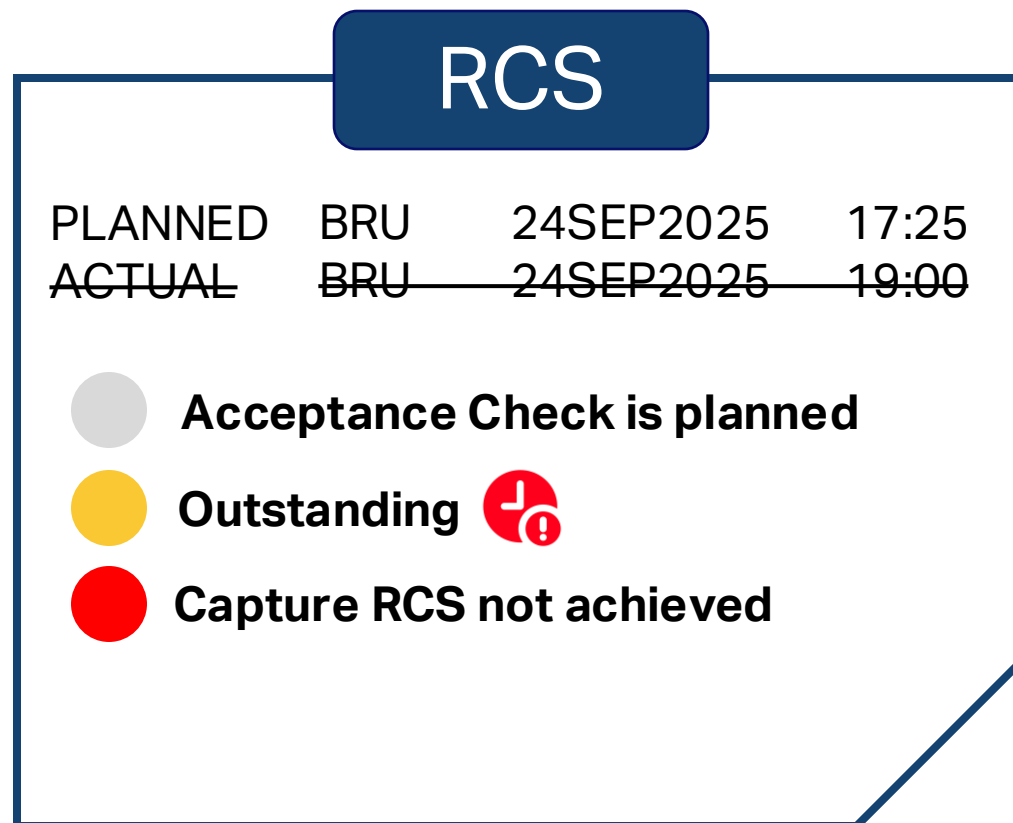 RCS
PLANNED BRU 24SEP2025 17:25
ACTUAL BRU 24SEP2025 19:00
Acceptance Check is planned
Outstanding
Capture RCS not achieved